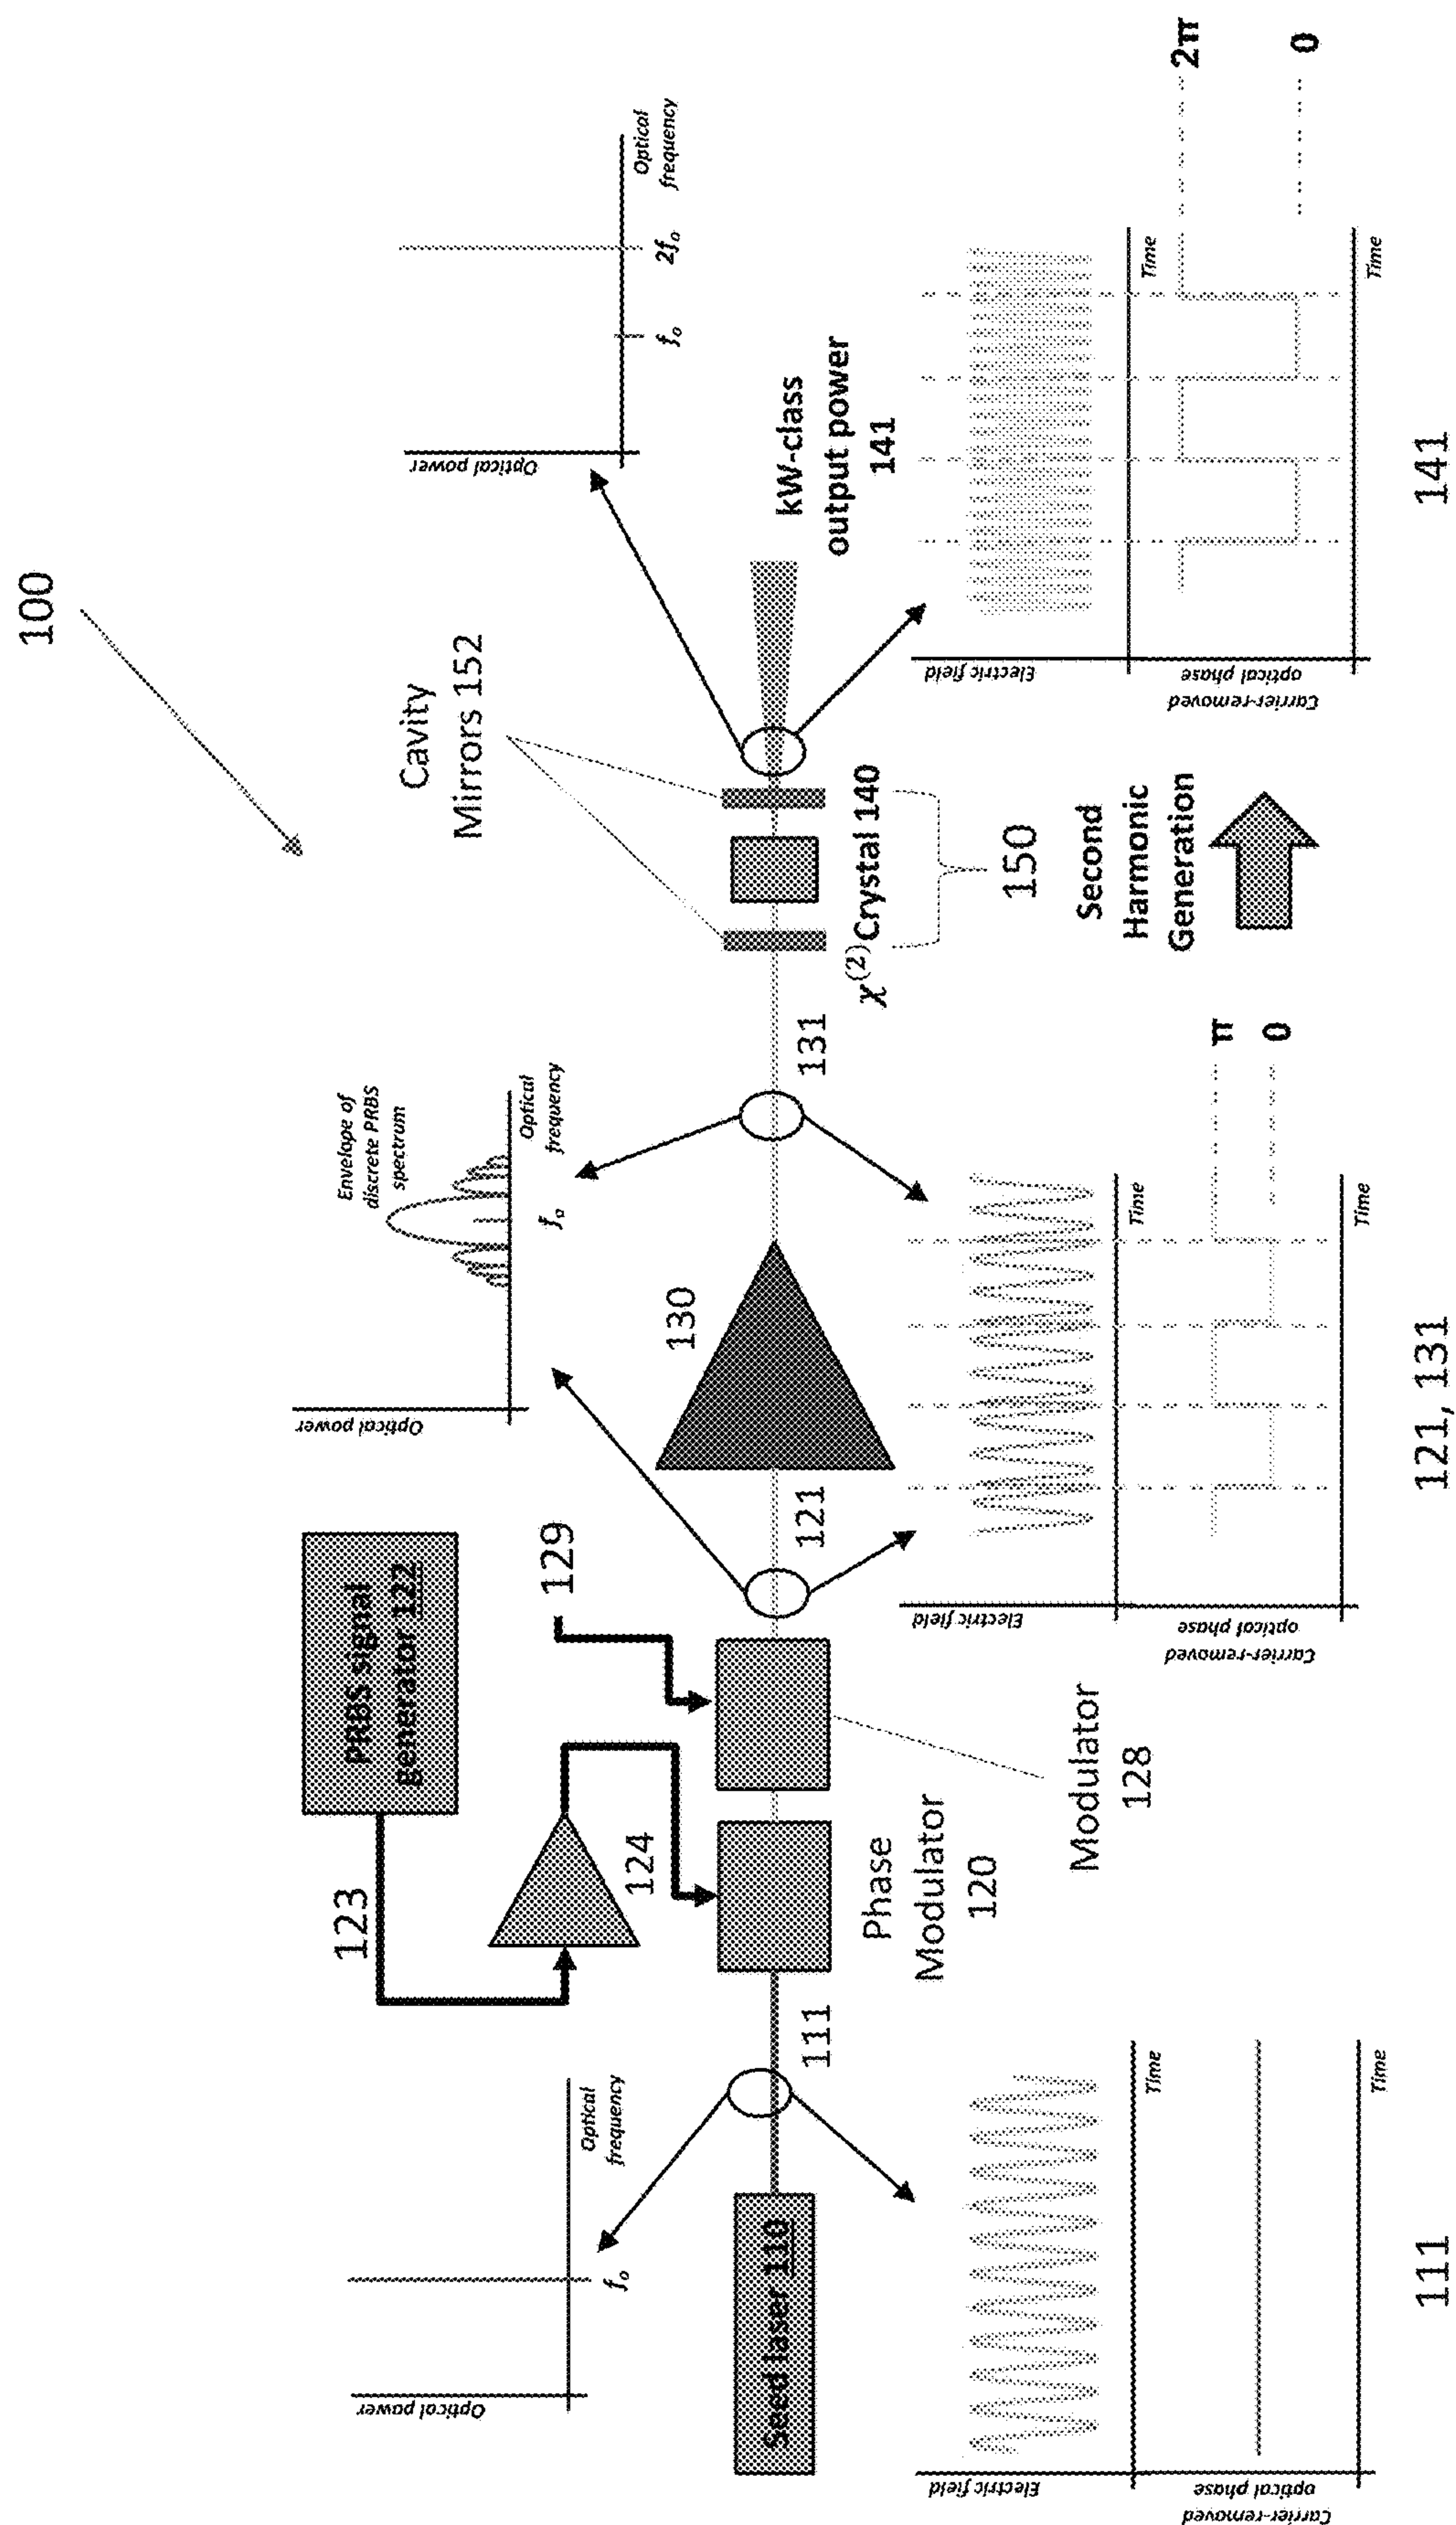 100
Optical power
f₀
Optical
frequency
Seed laser 110
111
Electric field
Time
Carrier-removed
optical phase
Time
111
PRBS signal
generator 122
123
124
129
Phase
Modulator
120
Modulator
128
121
130
131
Optical power
Envelope of
discrete PRBS
spectrum
f₀
Optical
frequency
Electric field
Time
Carrier-removed
optical phase
π
0
Time
121, 131
Cavity
Mirrors 152
χ⁽²⁾ Crystal 140
150
Second
Harmonic
Generation
Optical power
f₀
2f₀
Optical
frequency
kW-class
output power
141
Electric field
Time
Carrier-removed
optical phase
2π
0
Time
141